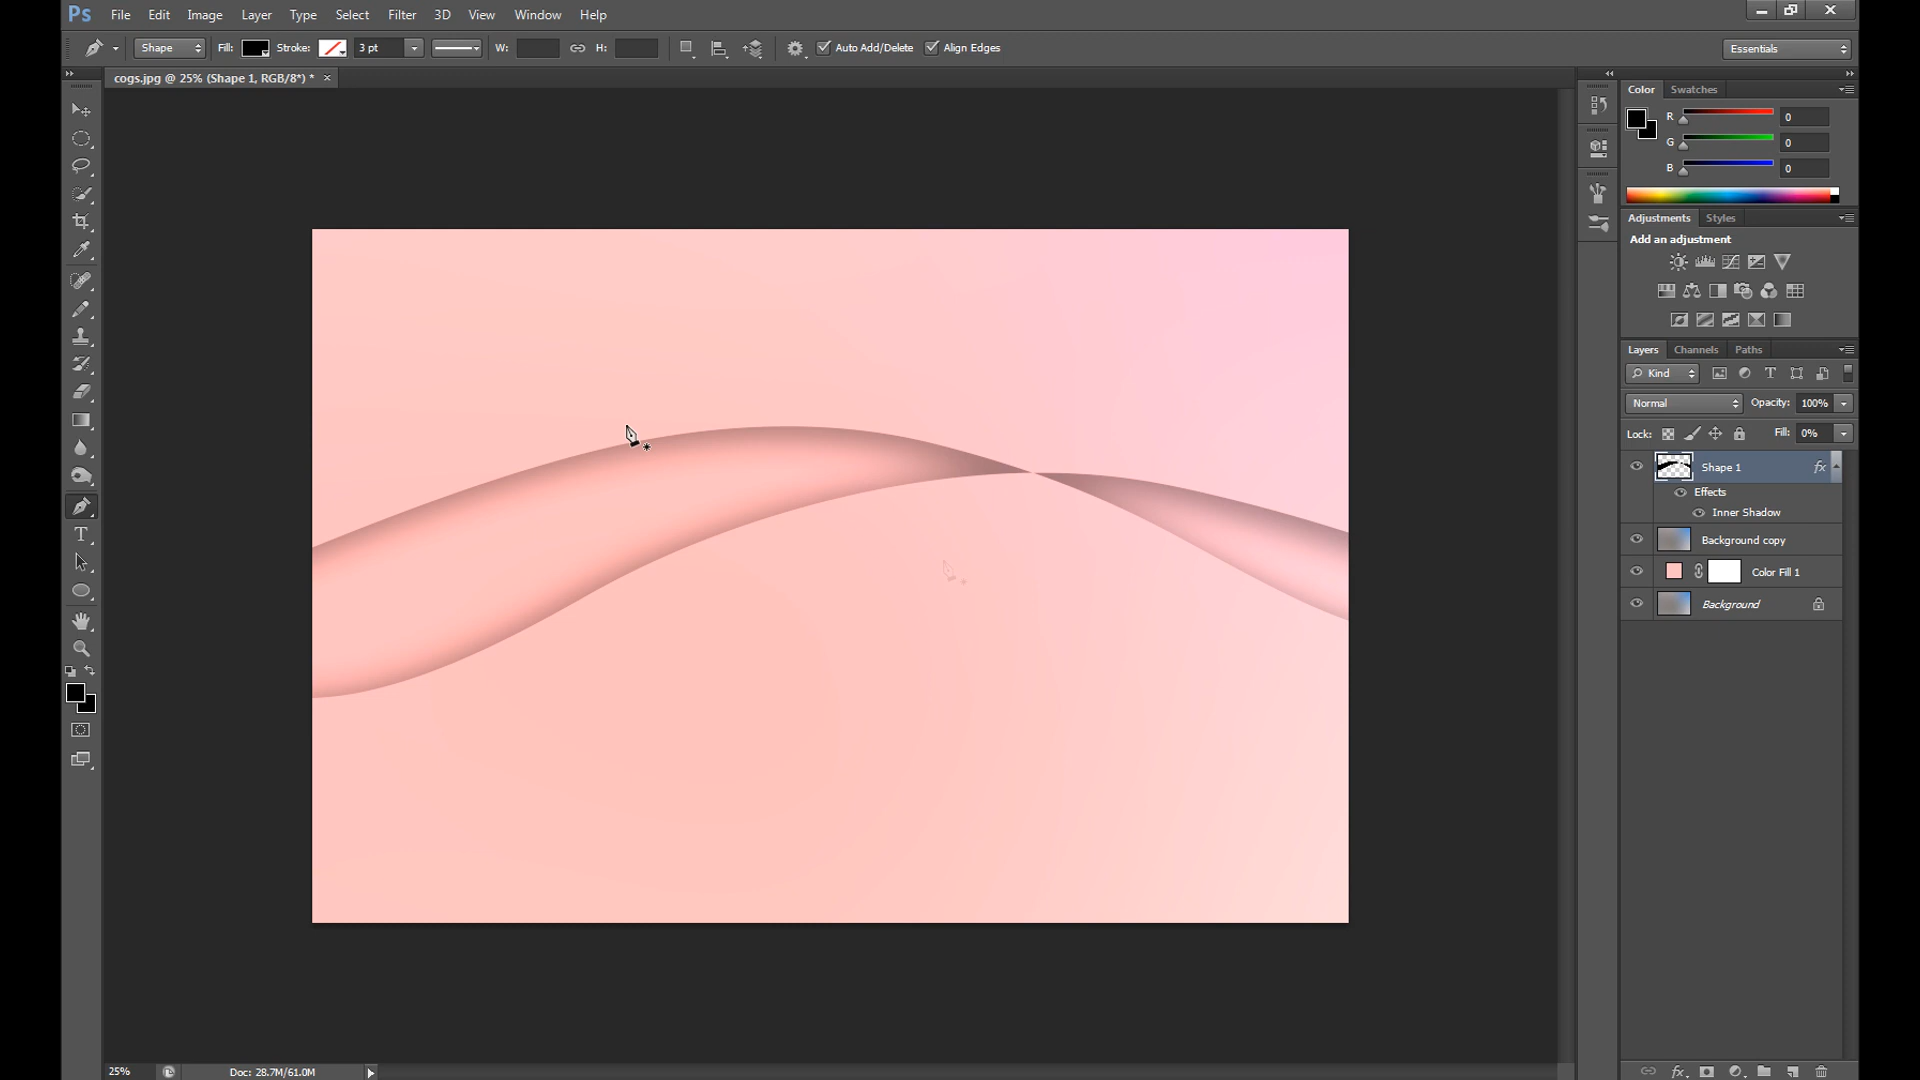 Ps File Edit Image Layer Type Select Filter 3D View Window Help
Shape Fill: Stroke: 3 pt W: H: Auto Add/Delete Align Edges Essentials
cogs.jpg @ 25% (Shape 1, RGB/8*) * ×
Color Swatches
R 0
G 0
B 0
Adjustments Styles
Add an adjustment
Layers Channels Paths
Kind
Normal Opacity: 100%
Lock: Fill: 0%
Shape 1 fx
Effects
Inner Shadow
Background copy
Color Fill 1
Background
25% Doc: 28.7M/61.0M
fx